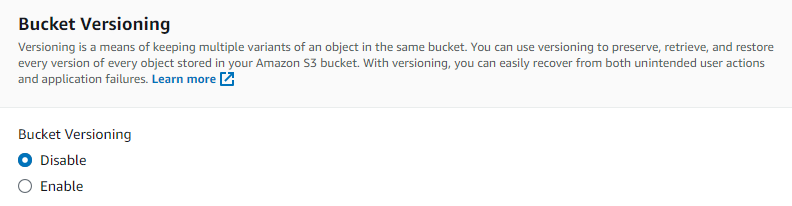 Bucket Versioning
Versioning is a means of keeping multiple variants of an object in the same bucket. You can use versioning to preserve, retrieve, and restore
every version of every object stored in your Amazon S3 bucket. With versioning, you can easily recover from both unintended user actions
and application failures. Learn more
Bucket Versioning
Disable
Enable